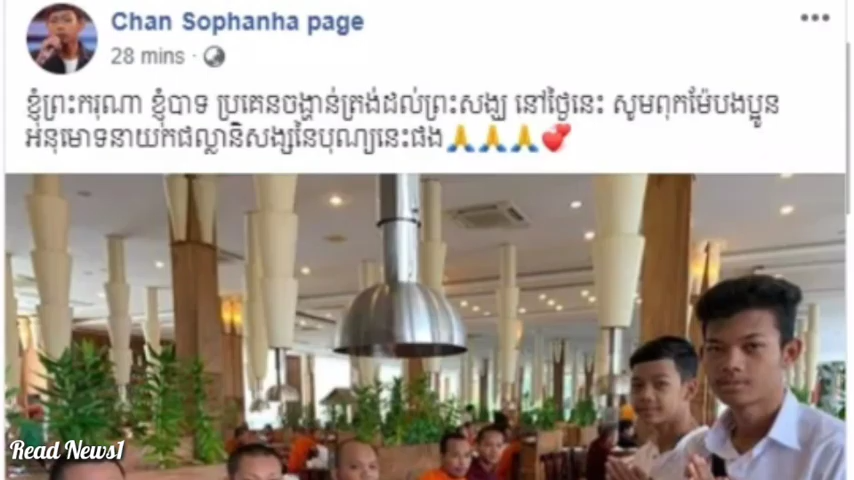 Chan Sophanha page
28 mins ·
ខ្ញុំព្រះករុណា ខ្ញុំបាទ ប្រគេនចង្ហាន់ត្រង់ដល់ព្រះសង្ឃ នៅថ្ងៃនេះ សូមពុកម៉ែបងប្អូន
អនុមោទនាយកផល្លានិសង្សនៃបុណ្យនេះផង🙏🙏🙏💕
Read News1